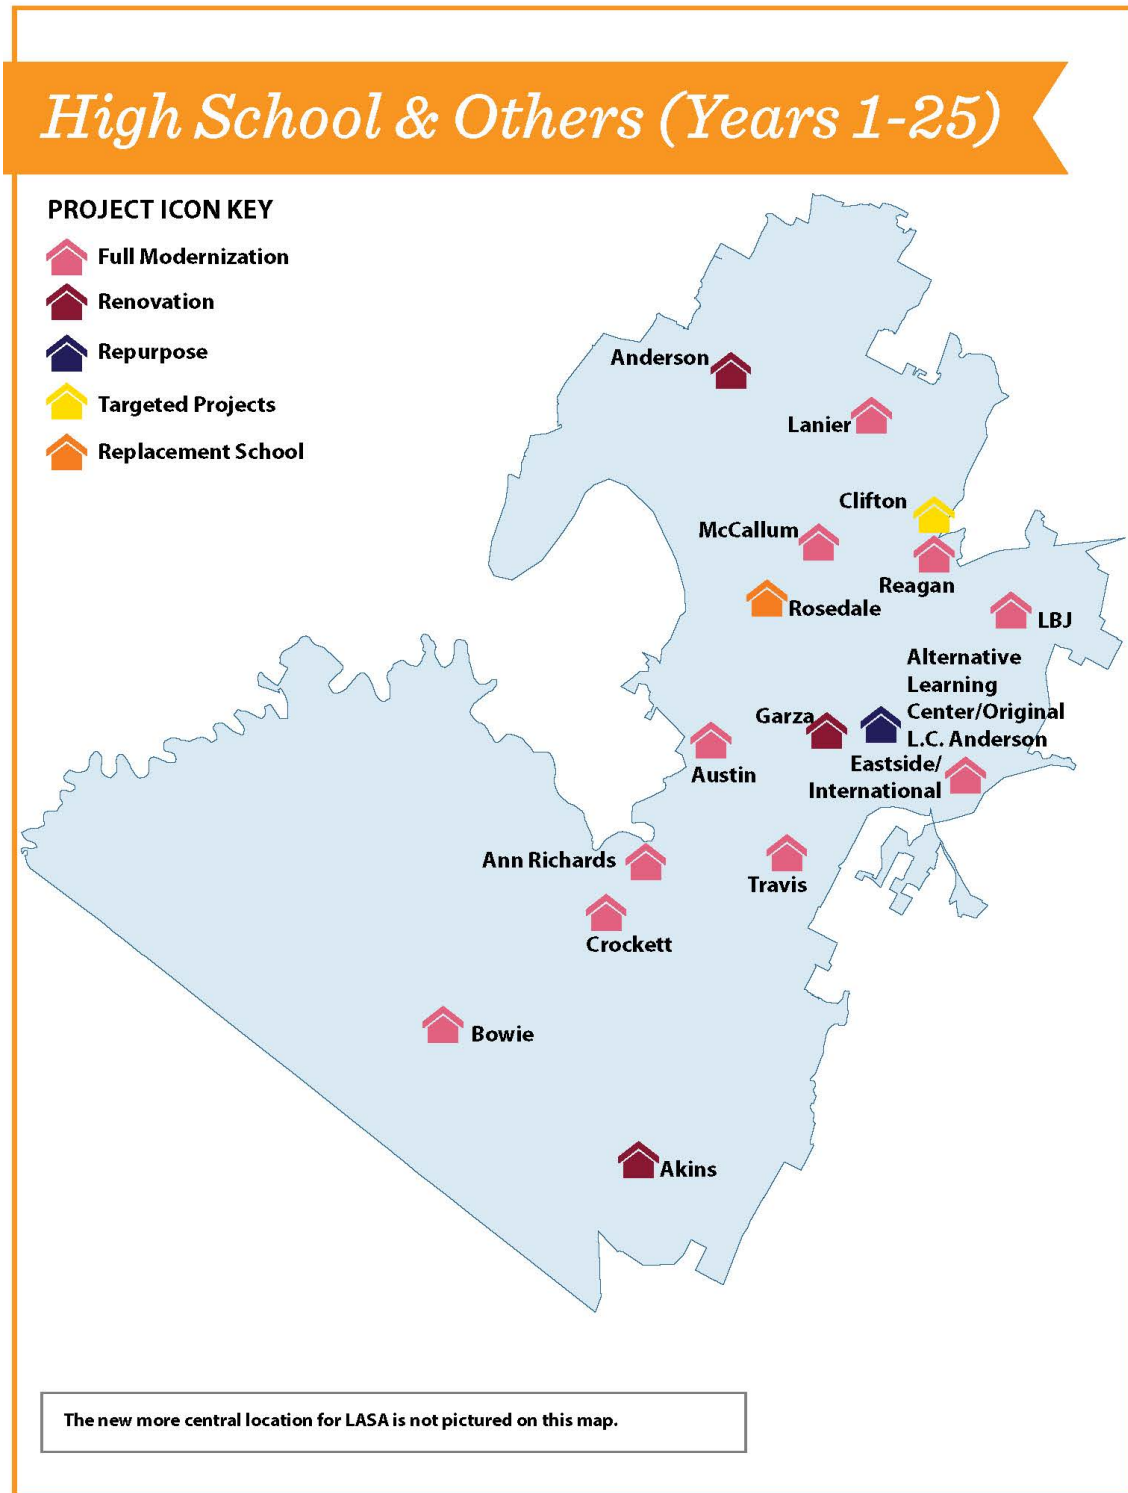 High School & Others (Years 1-25)
PROJECT ICON KEY
Full Modernization
Renovation
Repurpose
Targeted Projects
Replacement School
Anderson
Lanier
Clifton
McCallum
Reagan
Rosedale
LBJ
Alternative
Learning
Center/Original
L.C. Anderson
Garza
Austin
Eastside/
International
Ann Richards
Travis
Crockett
Bowie
Akins
The new more central location for LASA is not pictured on this map.